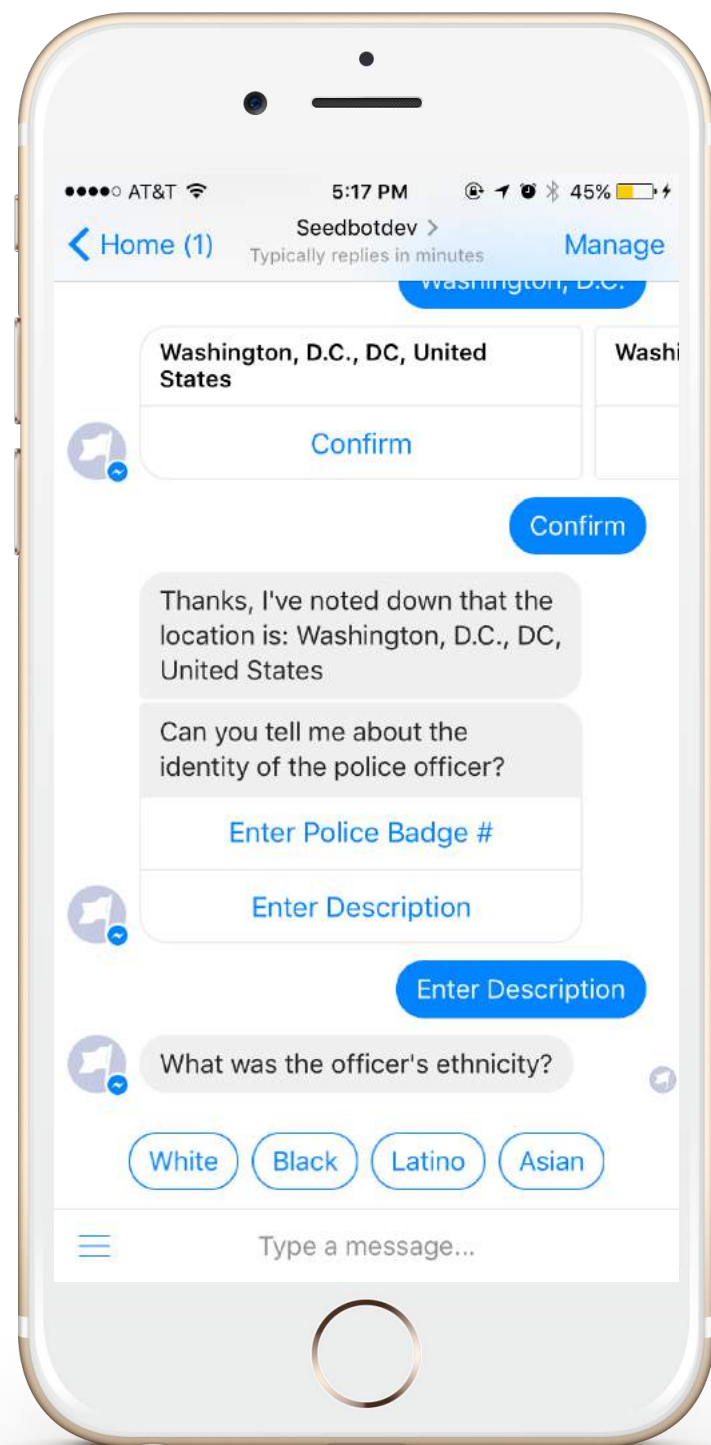 AT&T 5:17 PM 45%
Home (1) Seedbotdev > Manage
Typically replies in minutes
Washington, D.C.
Washington, D.C., DC, United Washi
States
Confirm
Confirm
Thanks, I've noted down that the
location is: Washington, D.C., DC,
United States
Can you tell me about the
identity of the police officer?
Enter Police Badge #
Enter Description
Enter Description
What was the officer's ethnicity?
White Black Latino Asian
Type a message...